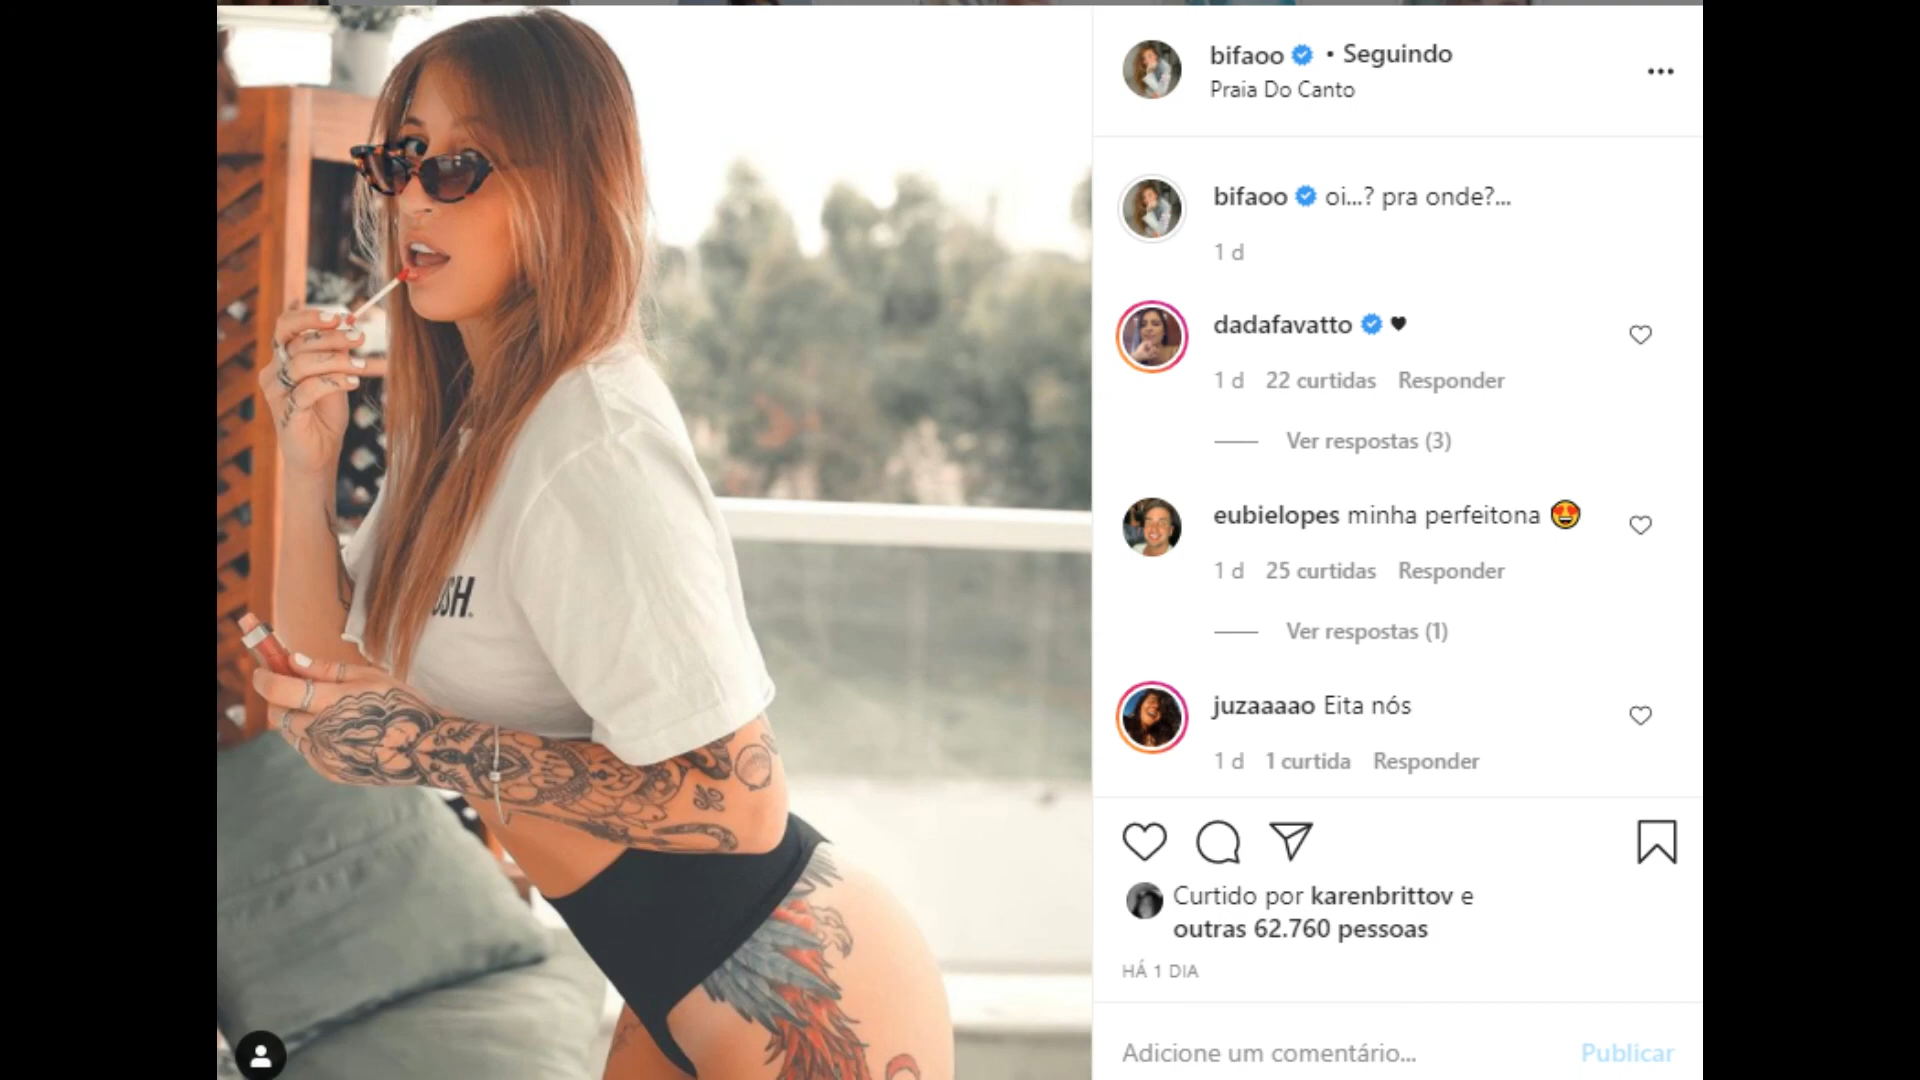 bifaoo • Seguindo
Praia Do Canto
bifaoo oi...? pra onde?...
1 d
dadafavatto 🖤
1 d 22 curtidas Responder
Ver respostas (3)
eubielopes minha perfeitona 😍
1 d 25 curtidas Responder
Ver respostas (1)
juzaaaao Eita nós
1 d 1 curtida Responder
Curtido por karenbrittov e
outras 62.760 pessoas
HÁ 1 DIA
Adicione um comentário... Publicar